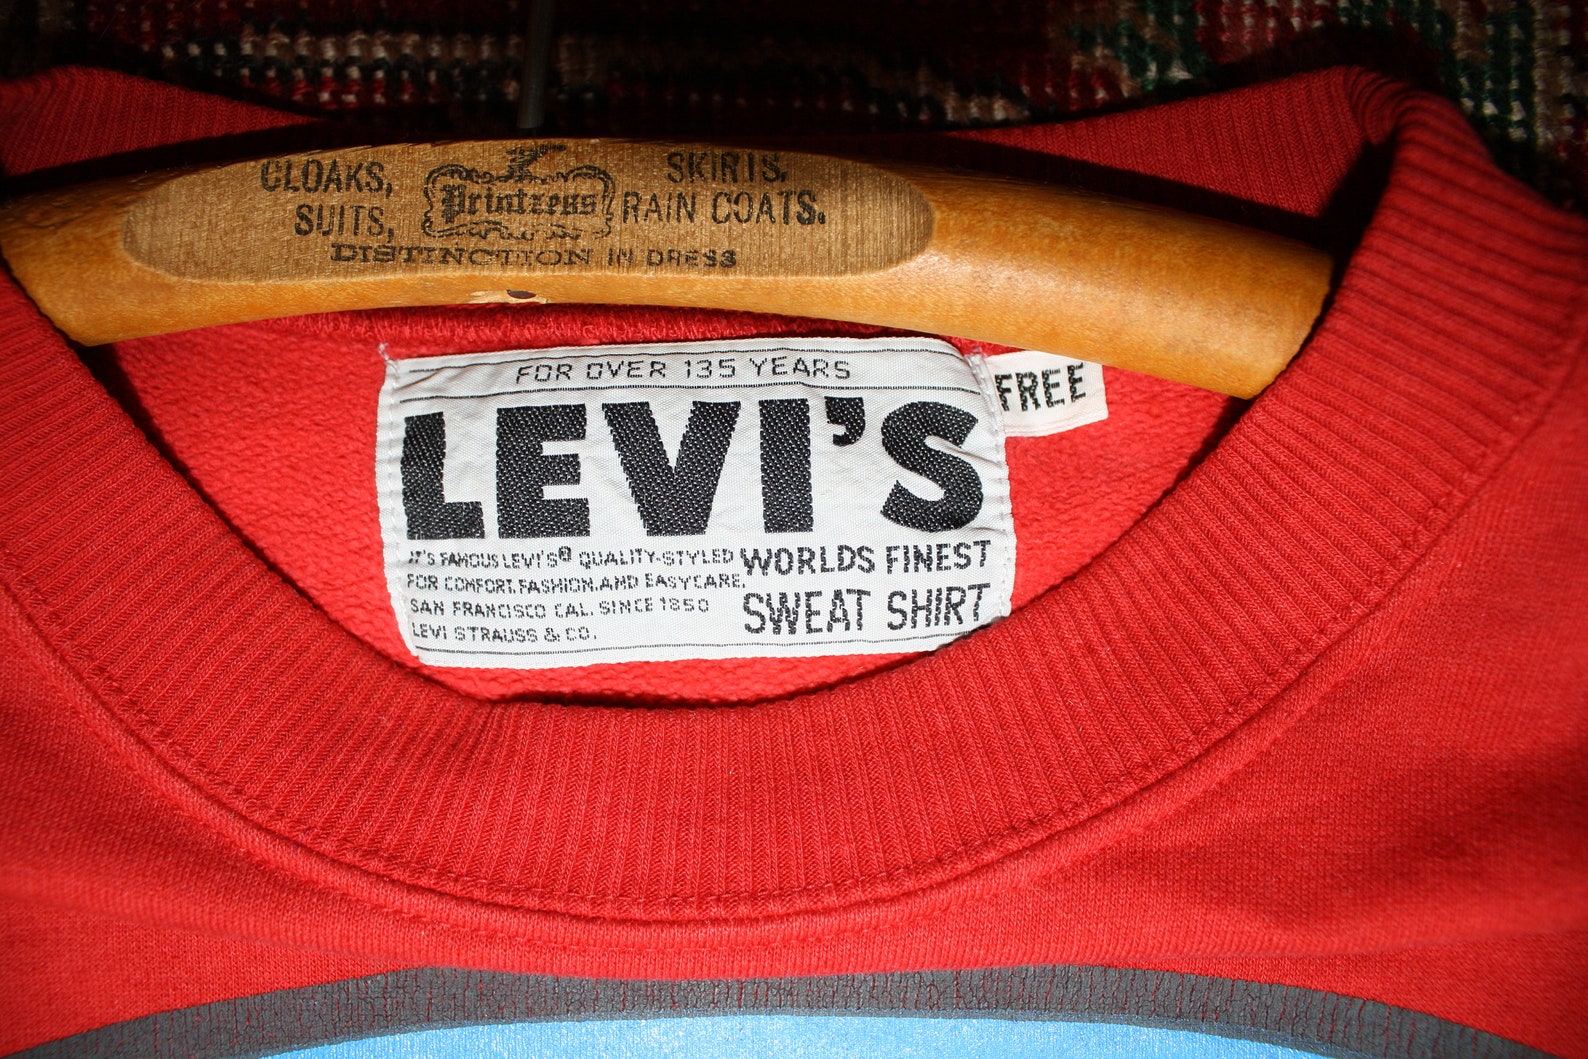 CLOAKS,
SUITS,
Printzess
SKIRTS,
RAIN COATS.
DISTINCTION IN DRESS
FOR OVER 135 YEARS
LEVI'S
IT'S FAMOUS LEVI'S® QUALITY-STYLED
FOR COMFORT.FASHION.AND EASYCARE.
SAN FRANCISCO CAL. SINCE 1850
LEVI STRAUSS & CO.
WORLDS FINEST
SWEAT SHIRT
FREE